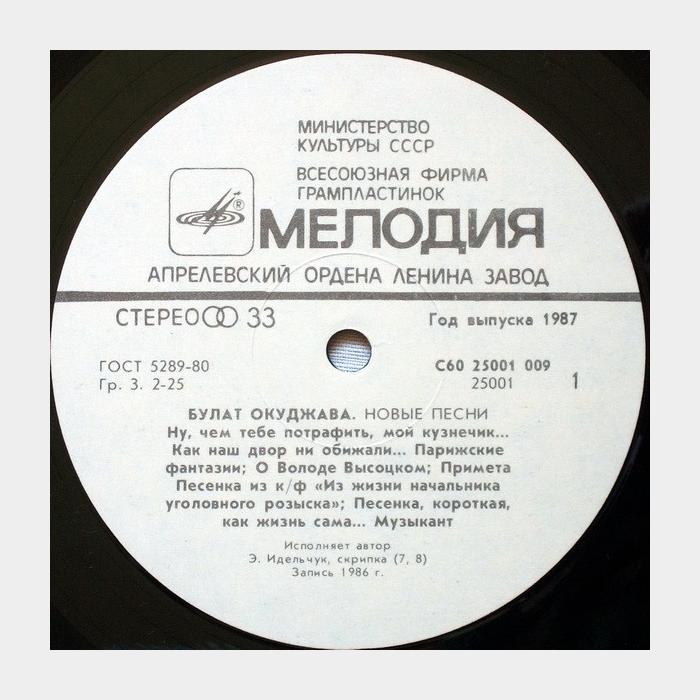 МИНИСТЕРСТВО
КУЛЬТУРЫ СССР
ВСЕСОЮЗНАЯ ФИРМА
ГРАМПЛАСТИНОК
®
МЕЛОДИЯ
АПРЕЛЕВСКИЙ ОРДЕНА ЛЕНИНА ЗАВОД
СТЕРЕО 33
Год выпуска 1987
ГОСТ 5289-80
С60 25001 009
Гр. 3. 2-25
25001 1
БУЛАТ ОКУДЖАВА. НОВЫЕ ПЕСНИ
Ну, чем тебе потрафить, мой кузнечик...
Как наш двор ни обижали... Парижские
фантазии; О Володе Высоцком; Примета
Песенка из к/ф «Из жизни начальника
уголовного розыска»; Песенка, короткая,
как жизнь сама... Музыкант
Исполняет автор
Э. Идельчук, скрипка (7, 8)
Запись 1986 г.